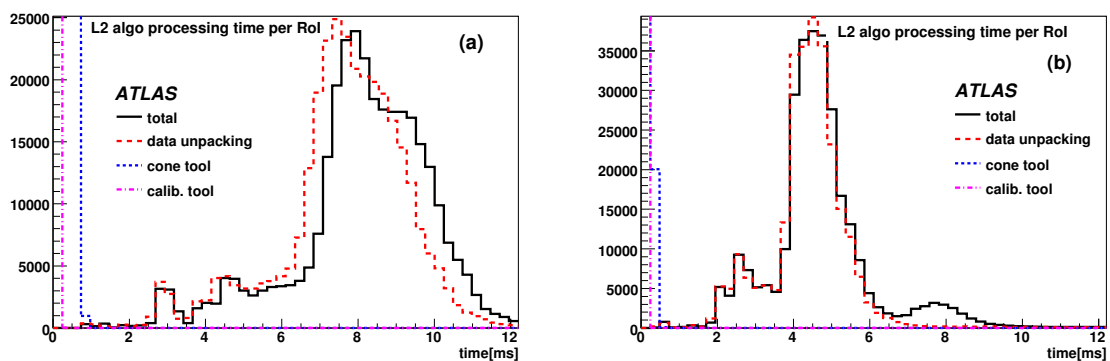 L2 algo processing time per RoI
(a)
ATLAS
total
data unpacking
cone tool
calib. tool
25000
20000
15000
10000
5000
0
0 2 4 6 8 10 12
time[ms]
L2 algo processing time per RoI
(b)
ATLAS
total
data unpacking
cone tool
calib. tool
35000
30000
25000
20000
15000
10000
5000
0
0 2 4 6 8 10 12
time[ms]